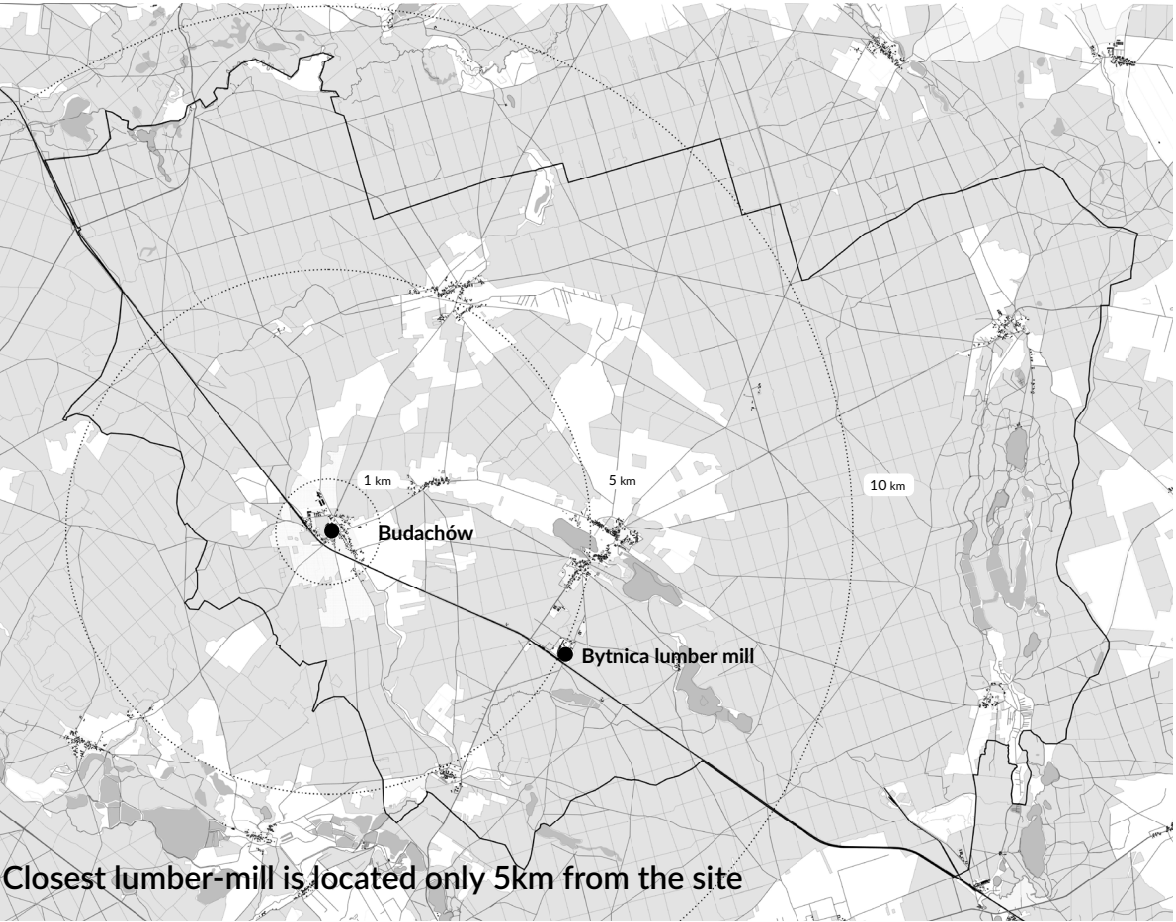 1 km
5 km
10 km
Budachów
Bytnica lumber mill
Closest lumber-mill is located only 5km from the site